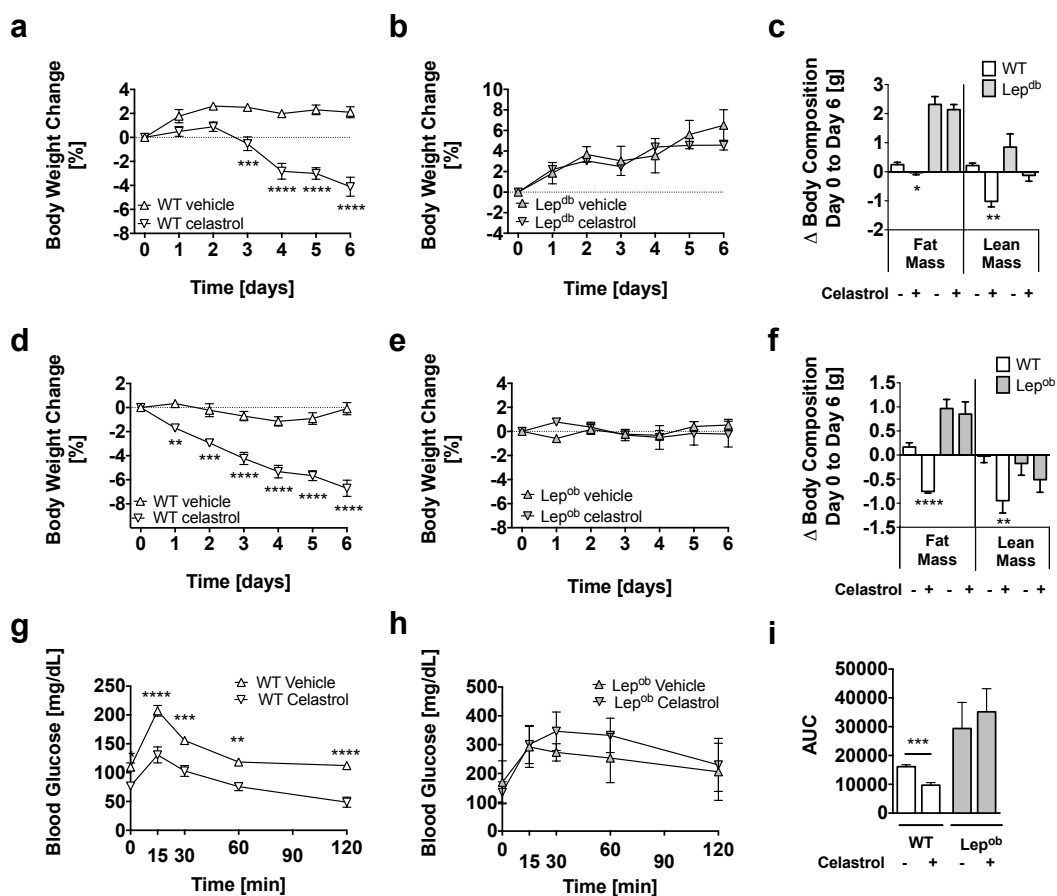 a
Body Weight Change
[%]
4
2
0
-2
-4
-6
-8
***
****
****
****
WT vehicle
WT celastrol
0 1 2 3 4 5 6
Time [days]
b
Body Weight Change
[%]
10
8
6
4
2
0
-2
-4
Lepdb vehicle
Lepdb celastrol
0 1 2 3 4 5 6
Time [days]
c
Δ Body Composition
Day 0 to Day 6 [g]
3
2
1
0
-1
-2
WT
Lepdb
*
**
Fat
Mass
Lean
Mass
Celastrol - + - + - + - +
d
Body Weight Change
[%]
2
0
-2
-4
-6
-8
**
***
****
****
****
****
WT vehicle
WT celastrol
0 1 2 3 4 5 6
Time [days]
e
Body Weight Change
[%]
4
2
0
-2
-4
-6
-8
Lepob vehicle
Lepob celastrol
0 1 2 3 4 5 6
Time [days]
f
Δ Body Composition
Day 0 to Day 6 [g]
1.5
1.0
0.5
0.0
-0.5
-1.0
-1.5
WT
Lepob
****
**
Fat
Mass
Lean
Mass
Celastrol - + - + - + - +
g
Blood Glucose [mg/dL]
250
200
150
100
50
0
WT Vehicle
WT Celastrol
*
****
***
**
****
0 15 30 60 90 120
Time [min]
h
Blood Glucose [mg/dL]
500
400
300
200
100
0
Lepob Vehicle
Lepob Celastrol
0 15 30 60 90 120
Time [min]
i
AUC
50000
40000
30000
20000
10000
0
***
WT Lepob
Celastrol - + - +